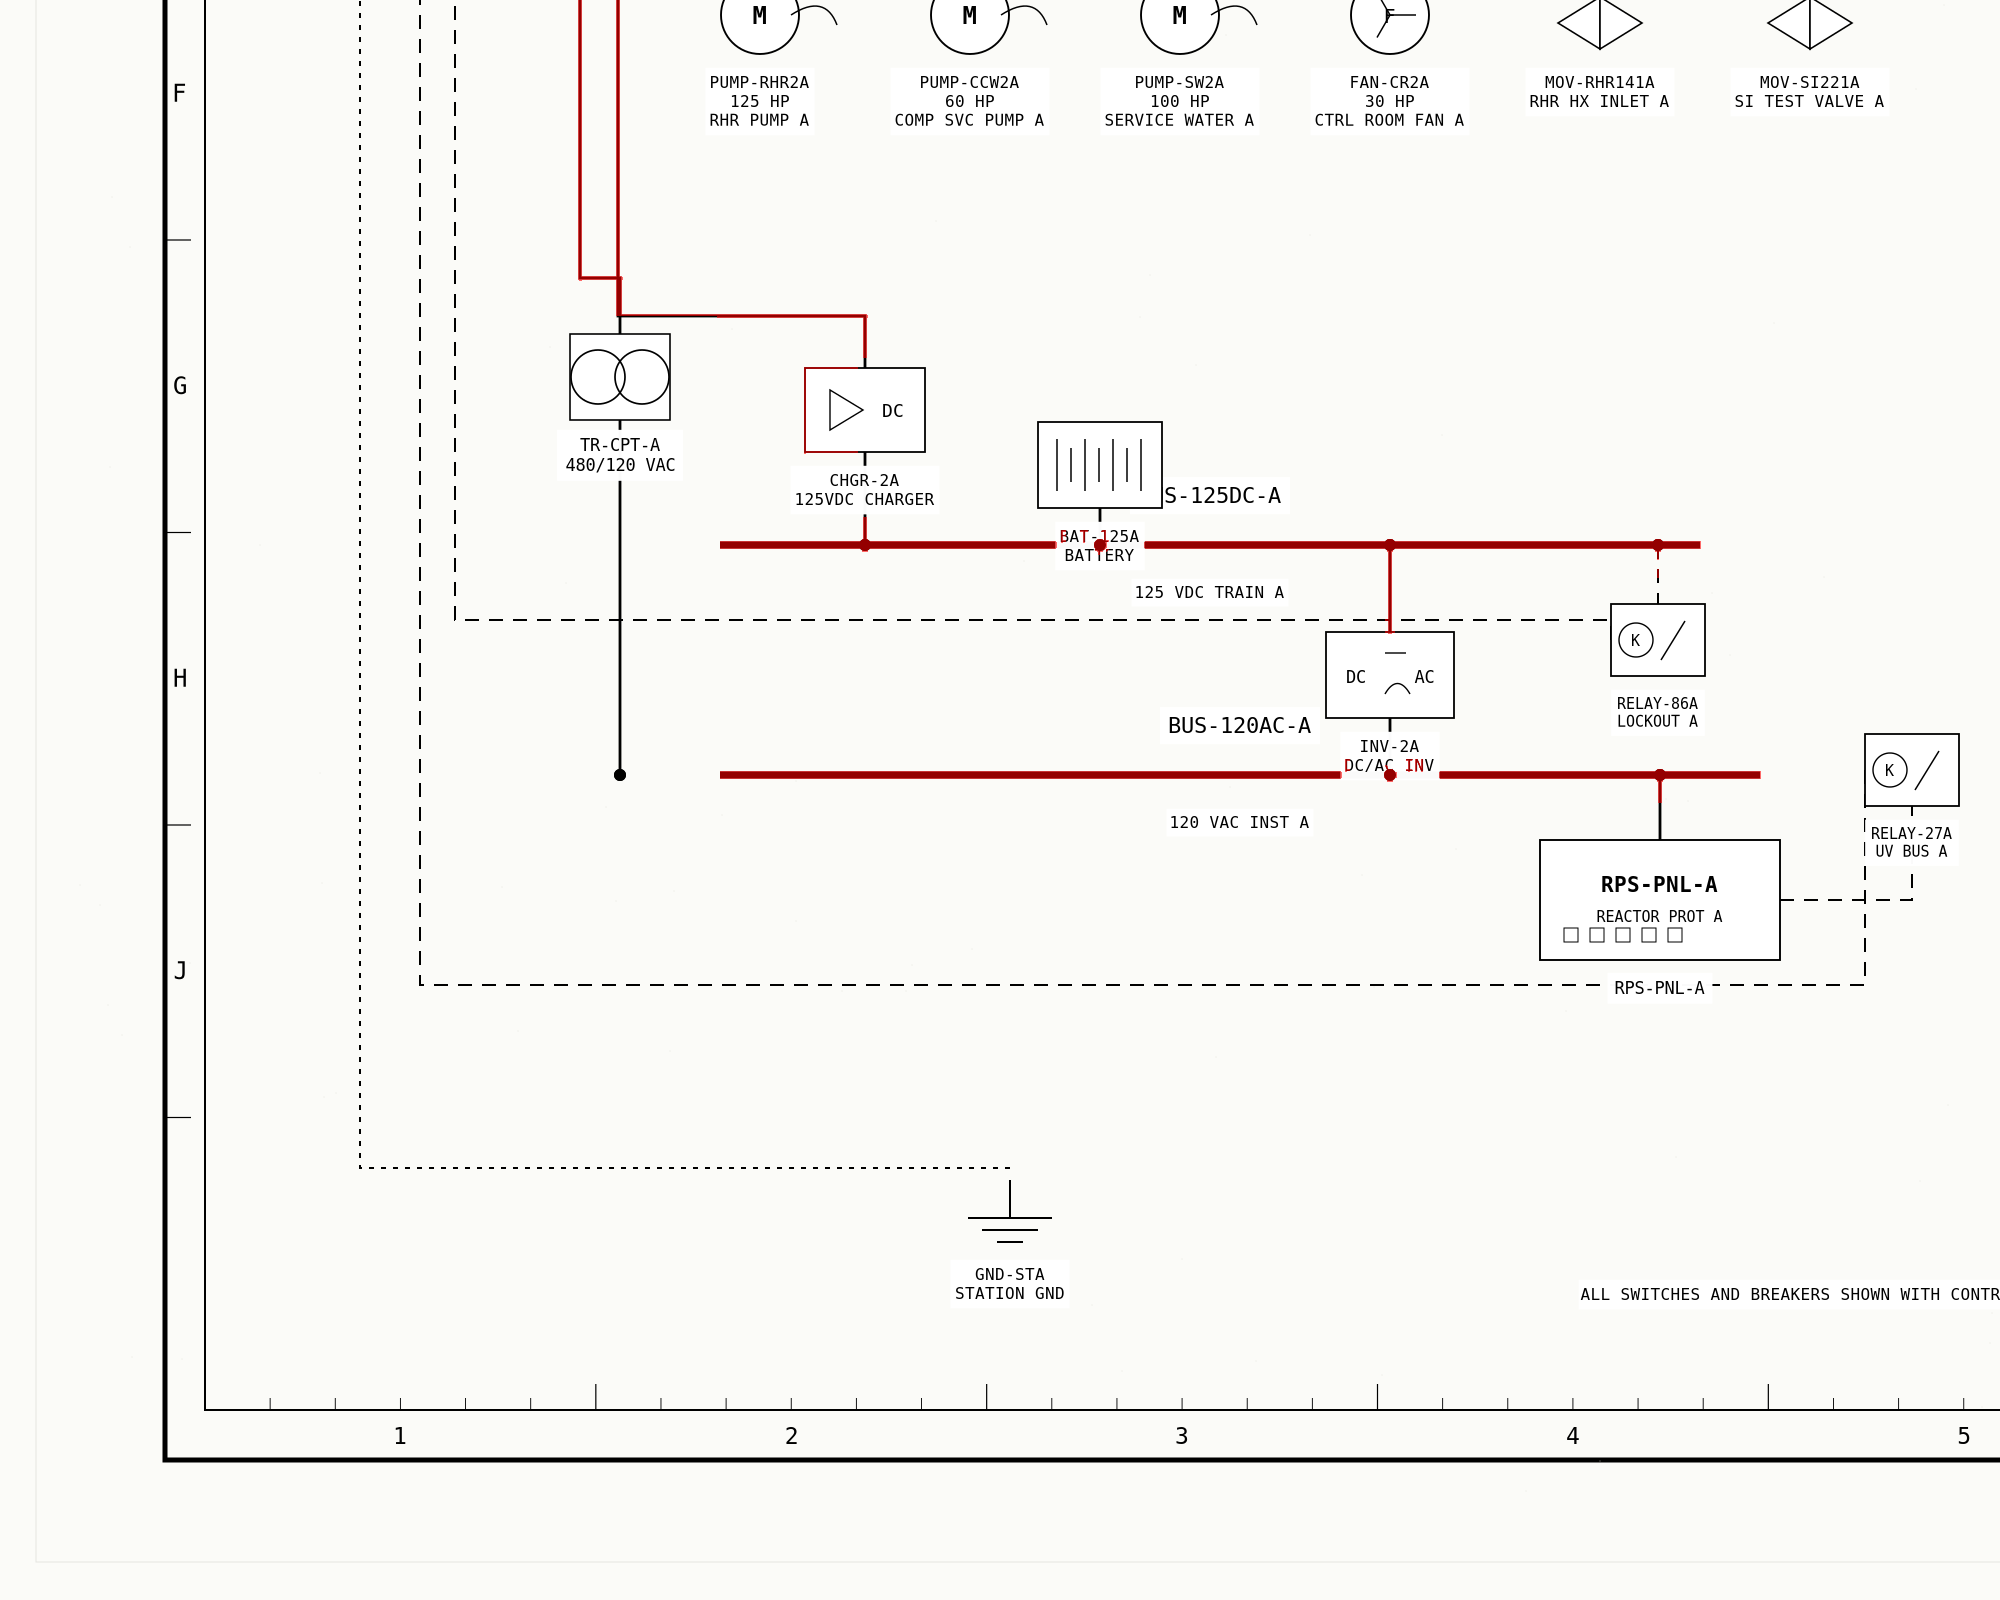 M
M
M
F
F
PUMP-RHR2A
125 HP
RHR PUMP A
PUMP-CCW2A
60 HP
COMP SVC PUMP A
PUMP-SW2A
100 HP
SERVICE WATER A
FAN-CR2A
30 HP
CTRL ROOM FAN A
MOV-RHR141A
RHR HX INLET A
MOV-SI221A
SI TEST VALVE A
G
DC
TR-CPT-A
480/120 VAC
CHGR-2A
125VDC CHARGER
S-125DC-A
BAT-125A
BATTERY
125 VDC TRAIN A
K
H
DC
AC
RELAY-86A
LOCKOUT A
BUS-120AC-A
INV-2A
DC/AC INV
K
120 VAC INST A
RELAY-27A
UV BUS A
RPS-PNL-A
REACTOR PROT A
J
RPS-PNL-A
GND-STA
STATION GND
ALL SWITCHES AND BREAKERS SHOWN WITH CONTR
1
2
3
4
5